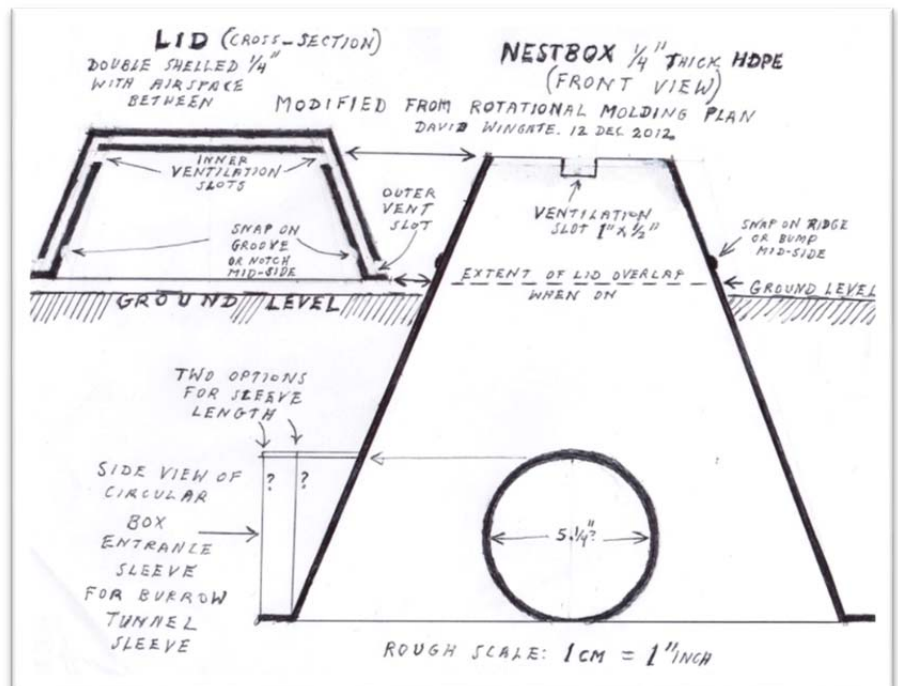 LID (CROSS-SECTION)
DOUBLE SHELLED 1/4"
WITH AIRSPACE
BETWEEN
NESTBOX 1/4" THICK HDPE
(FRONT VIEW)
MODIFIED FROM ROTATIONAL MOLDING PLAN
DAVID WINGATE. 12 DEC 2012.
INNER
VENTILATION
SLOTS
OUTER
VENT
SLOT
SNAP ON
GROOVE
OR NOTCH
MID-SIDE
VENTILATION
SLOT 1" X 1/2"
SNAP ON RIDGE
OR BUMP
MID-SIDE
EXTENT OF LID OVERLAP
WHEN ON
GROUND LEVEL
GROUND LEVEL
TWO OPTIONS
FOR SLEEVE
LENGTH
? ?
SIDE VIEW OF
CIRCULAR
BOX
ENTRANCE
SLEEVE
FOR BURROW
TUNNEL
SLEEVE
5 1/4"?
ROUGH SCALE: 1CM = 1" INCH